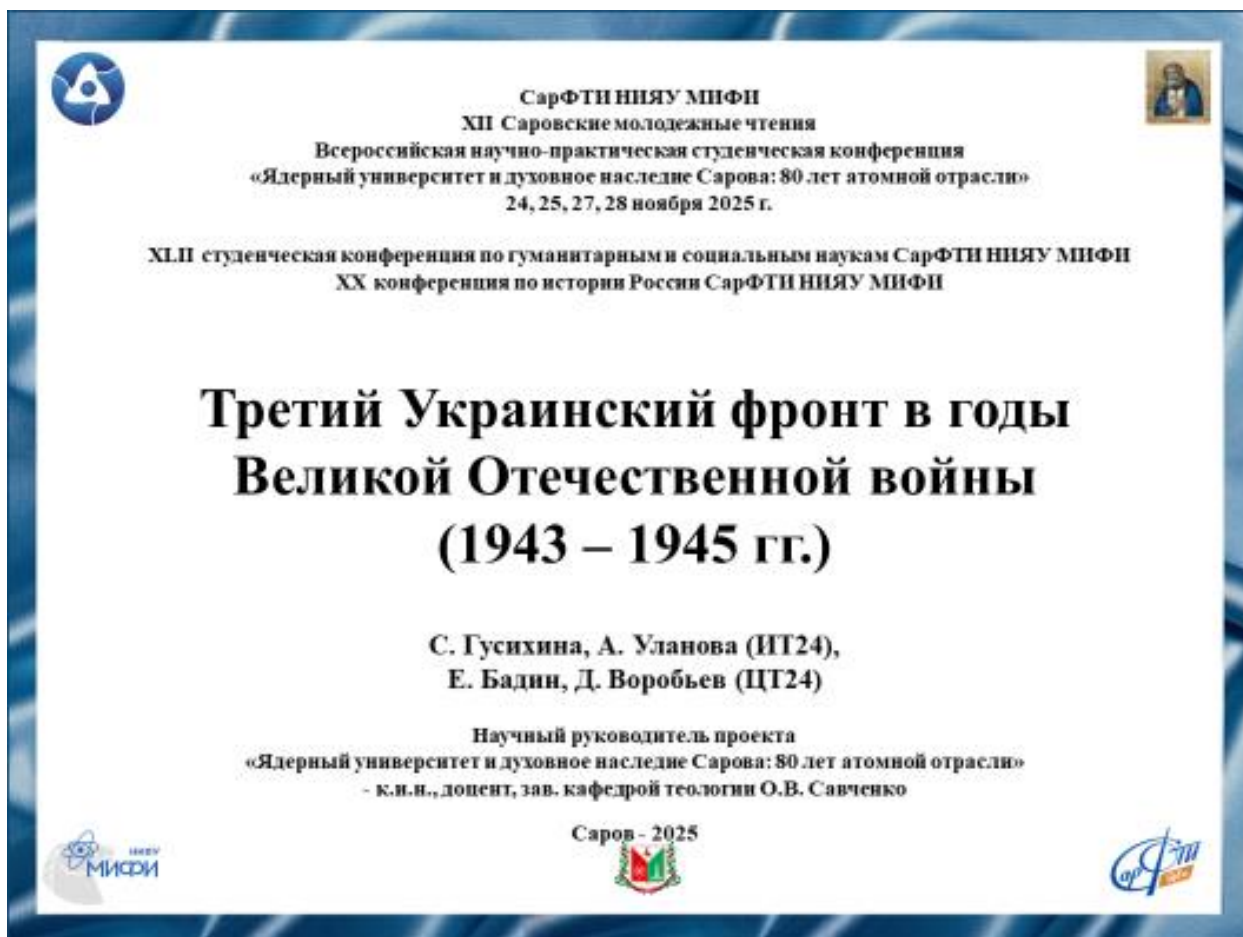 СарФТИ НИЯУ МИФИ
XII Саровские молодежные чтения
Всероссийская научно-практическая студенческая конференция
«Ядерный университет и духовное наследие Сарова: 80 лет атомной отрасли»
24, 25, 27, 28 ноября 2025 г.
XLII студенческая конференция по гуманитарным и социальным наукам СарФТИ НИЯУ МИФИ
XX конференция по истории России СарФТИ НИЯУ МИФИ
Третий Украинский фронт в годы
Великой Отечественной войны
(1943 – 1945 гг.)
С. Гусихина, А. Уланова (ИТ24),
Е. Бадин, Д. Воробьев (ЦТ24)
Научный руководитель проекта
«Ядерный университет и духовное наследие Сарова: 80 лет атомной отрасли»
- к.и.н., доцент, зав. кафедрой теологии О.В. Савченко
Саров - 2025
НИЯУ
МИФИ
СарФТИ